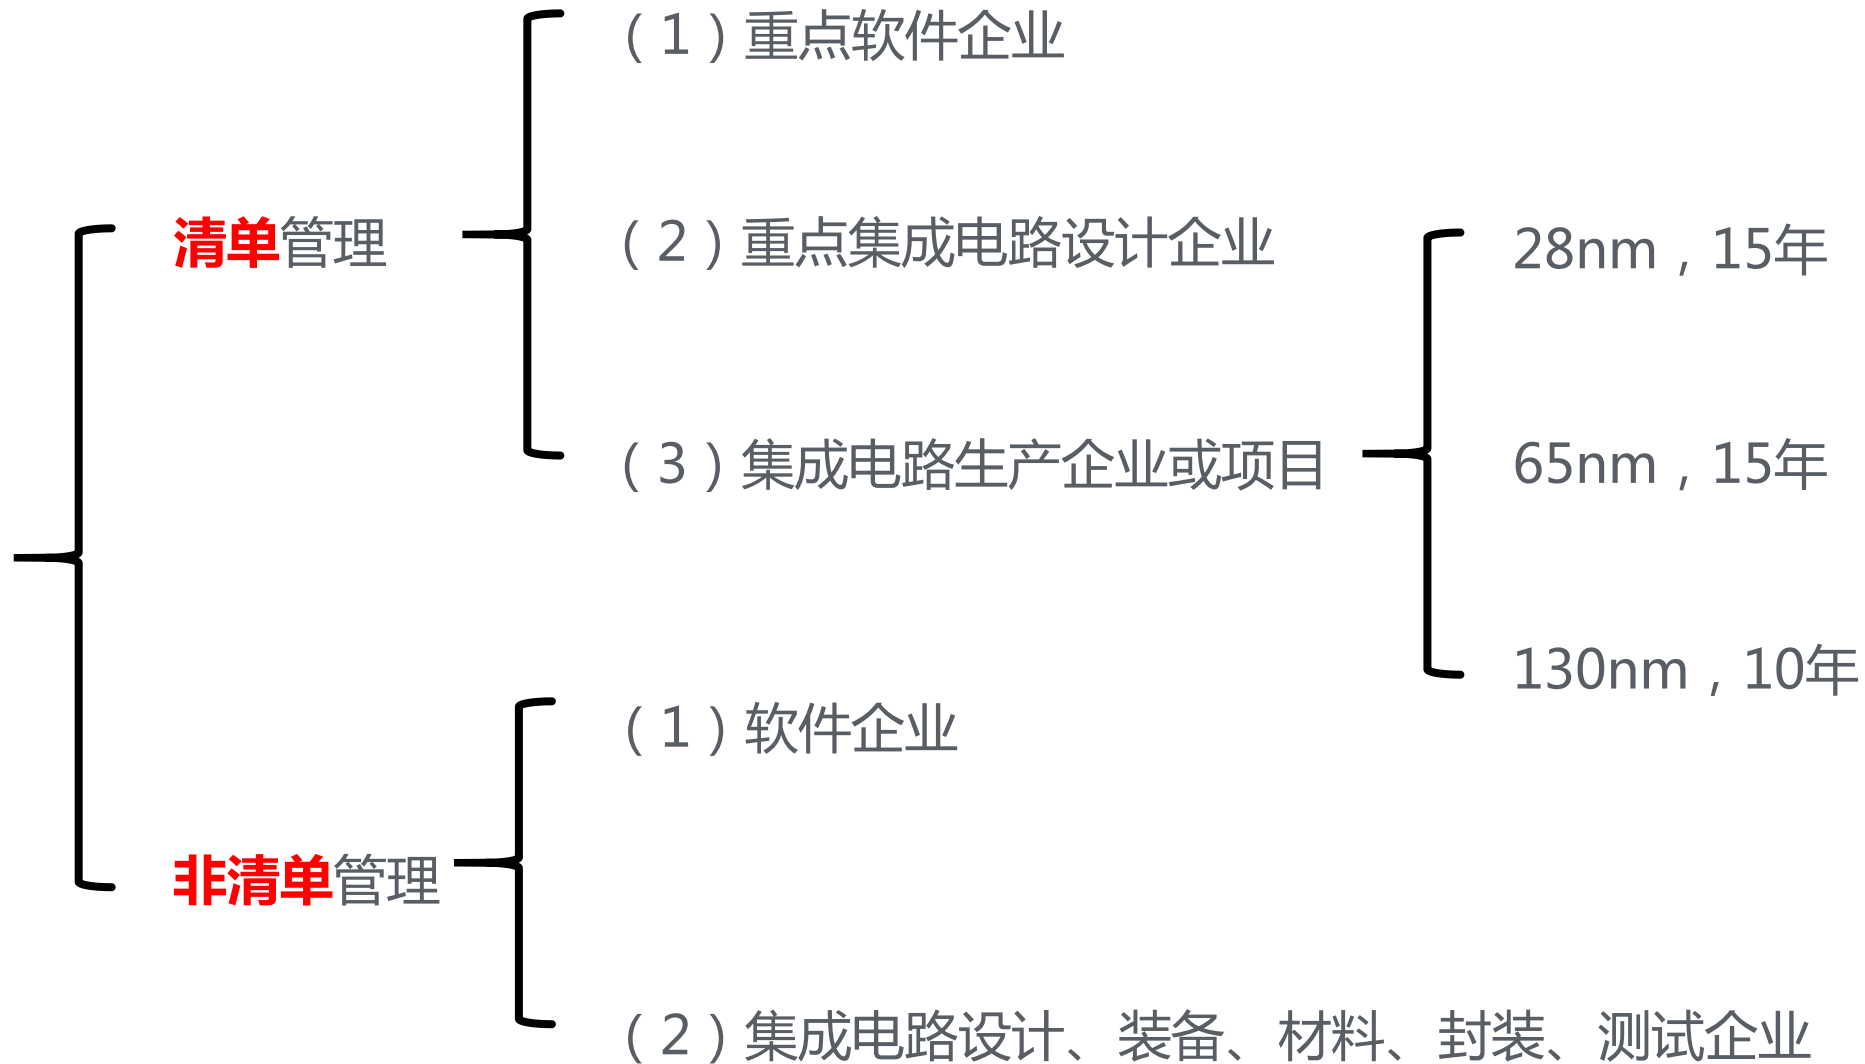 清单管理
（1）重点软件企业
（2）重点集成电路设计企业
（3）集成电路生产企业或项目
28nm，15年
65nm，15年
130nm，10年
非清单管理
（1）软件企业
（2）集成电路设计、装备、材料、封装、测试企业